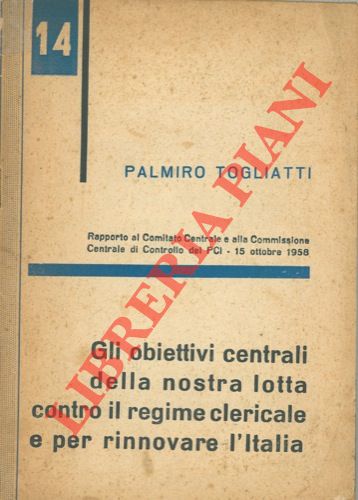 14
PALMIRO TOGLIATTI
Rapporto al Comitato Centrale e alla Commissione
Centrale di Controllo del PCI - 15 ottobre 1958
Gli obiettivi centrali
della nostra lotta
contro il regime clericale
e per rinnovare l'Italia
LIBRERIA PIANI